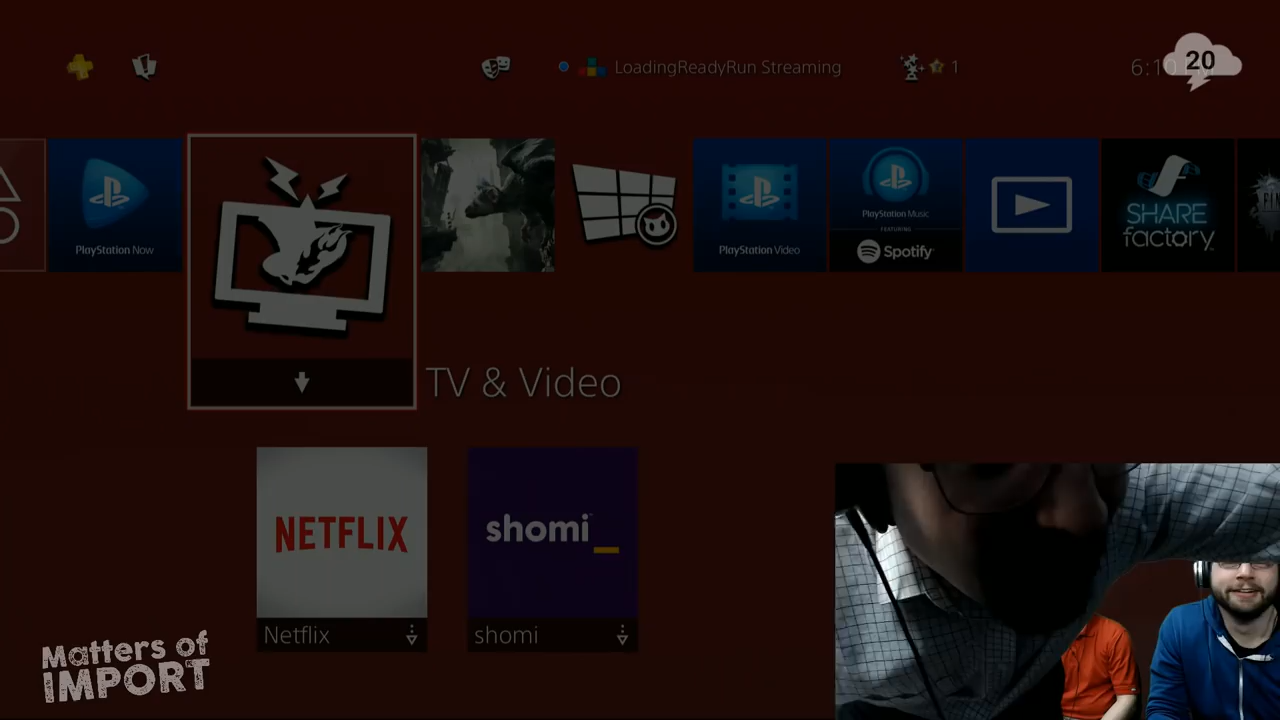 LoadingReadyRun Streaming
1
20
PlayStation Now
PlayStation Video
PlayStation Music
FEATURING
Spotify
SHARE
factory
TV & Video
NETFLIX
shomi
Netflix
shomi
Matters of
IMPORT